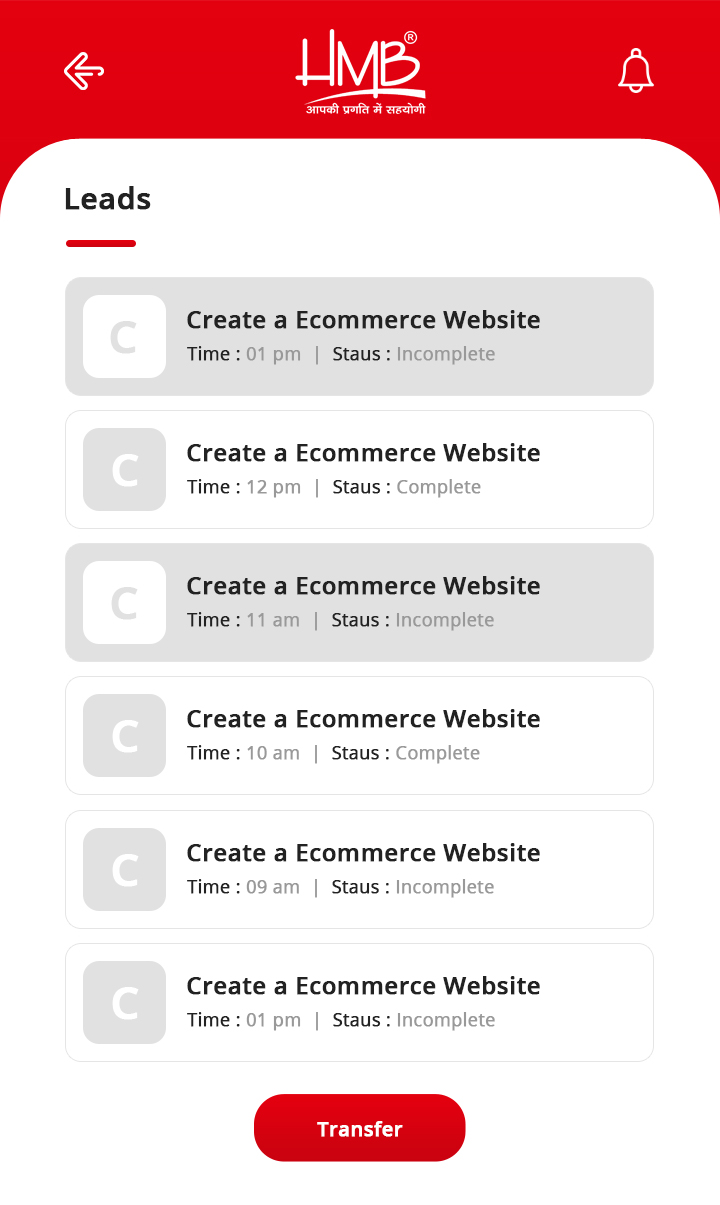 HMB®
आपकी प्रगति में सहयोगी
Leads
C
Create a Ecommerce Website
Time : 01 pm | Staus : Incomplete
C
Create a Ecommerce Website
Time : 12 pm | Staus : Complete
C
Create a Ecommerce Website
Time : 11 am | Staus : Incomplete
C
Create a Ecommerce Website
Time : 10 am | Staus : Complete
C
Create a Ecommerce Website
Time : 09 am | Staus : Incomplete
C
Create a Ecommerce Website
Time : 01 pm | Staus : Incomplete
Transfer